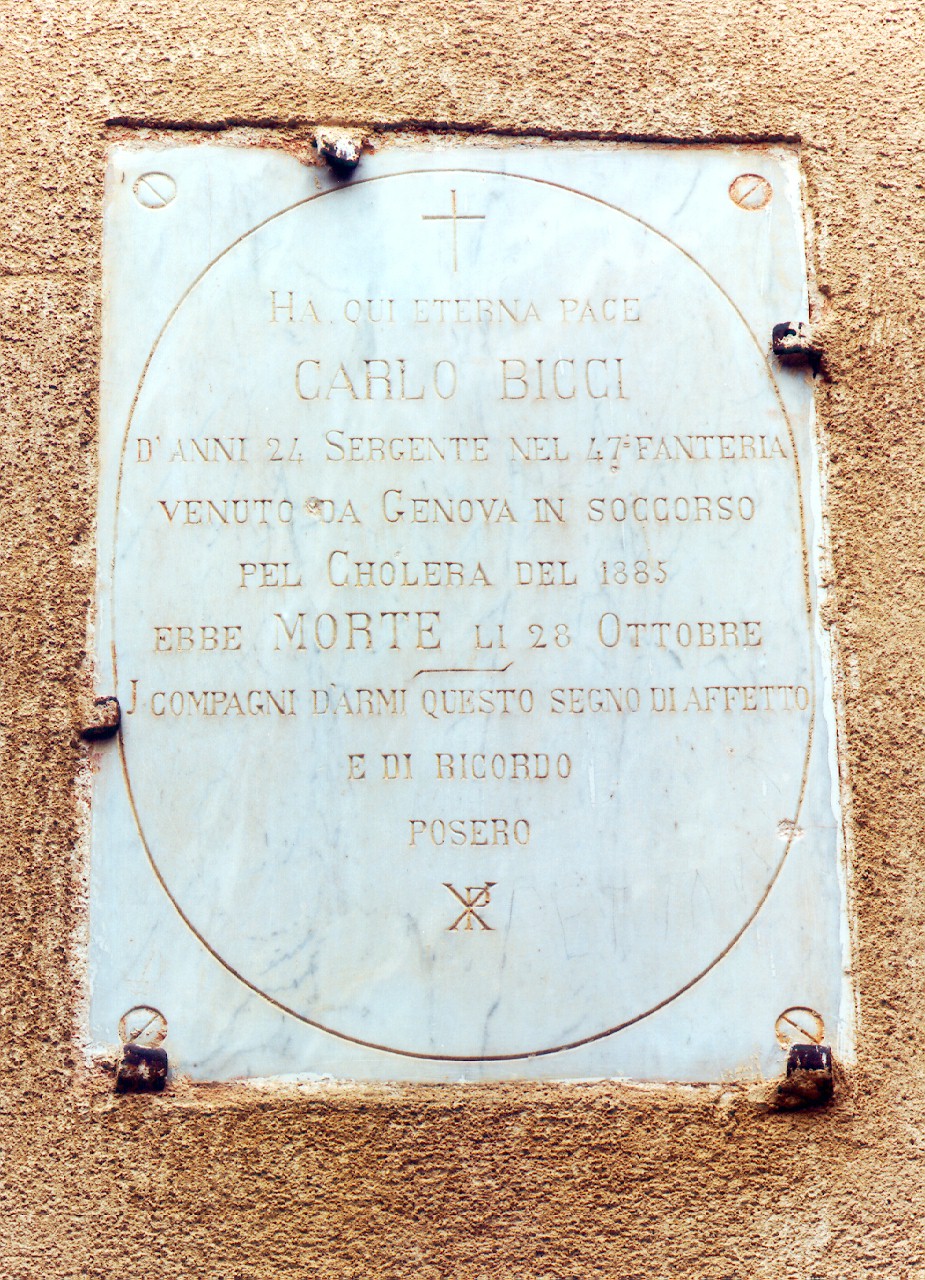 HA QUI ETERNA PACE
CARLO BICCI
D'ANNI 24 SERGENTE NEL 47º FANTERIA
VENUTO DA GENOVA IN SOCCORSO
PEL CHOLERA DEL 1885
EBBE MORTE LI 28 OTTOBRE
I COMPAGNI D'ARMI QUESTO SEGNO DI AFFETTO
E DI RICORDO
POSERO